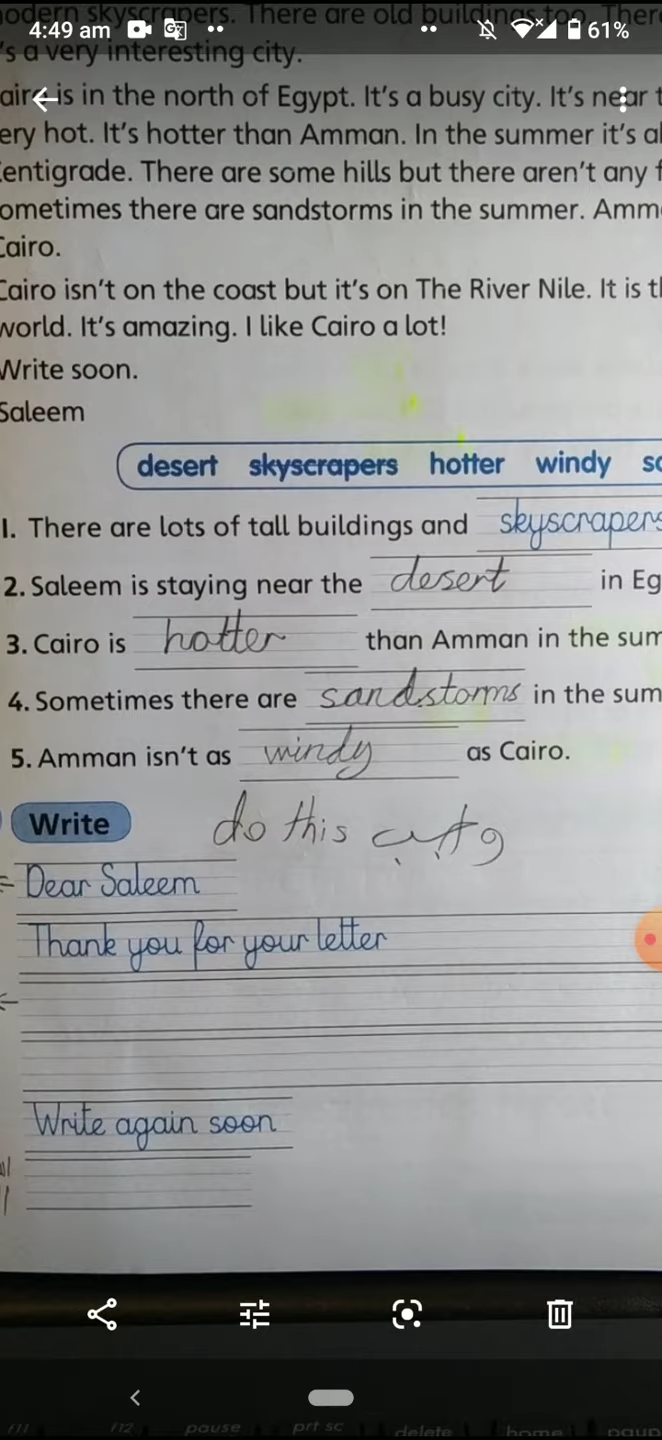 4:49 am 61%
odern skyscrapers. There are old buildings too. Ther
's a very interesting city.
airo is in the north of Egypt. It's a busy city. It's near t
ery hot. It's hotter than Amman. In the summer it's a
entigrade. There are some hills but there aren't any f
ometimes there are sandstorms in the summer. Amm
Cairo.
Cairo isn't on the coast but it's on The River Nile. It is t
world. It's amazing. I like Cairo a lot!
Write soon.
Saleem
desert skyscrapers hotter windy
1. There are lots of tall buildings and skyscrapers
2. Saleem is staying near the desert in Eg
3. Cairo is hotter than Amman in the sum
4. Sometimes there are sandstorms in the sum
5. Amman isn't as windy as Cairo.
Write do this واجب
Dear Saleem
Thank you for your letter
Write again soon
f12 pause prt sc delete home